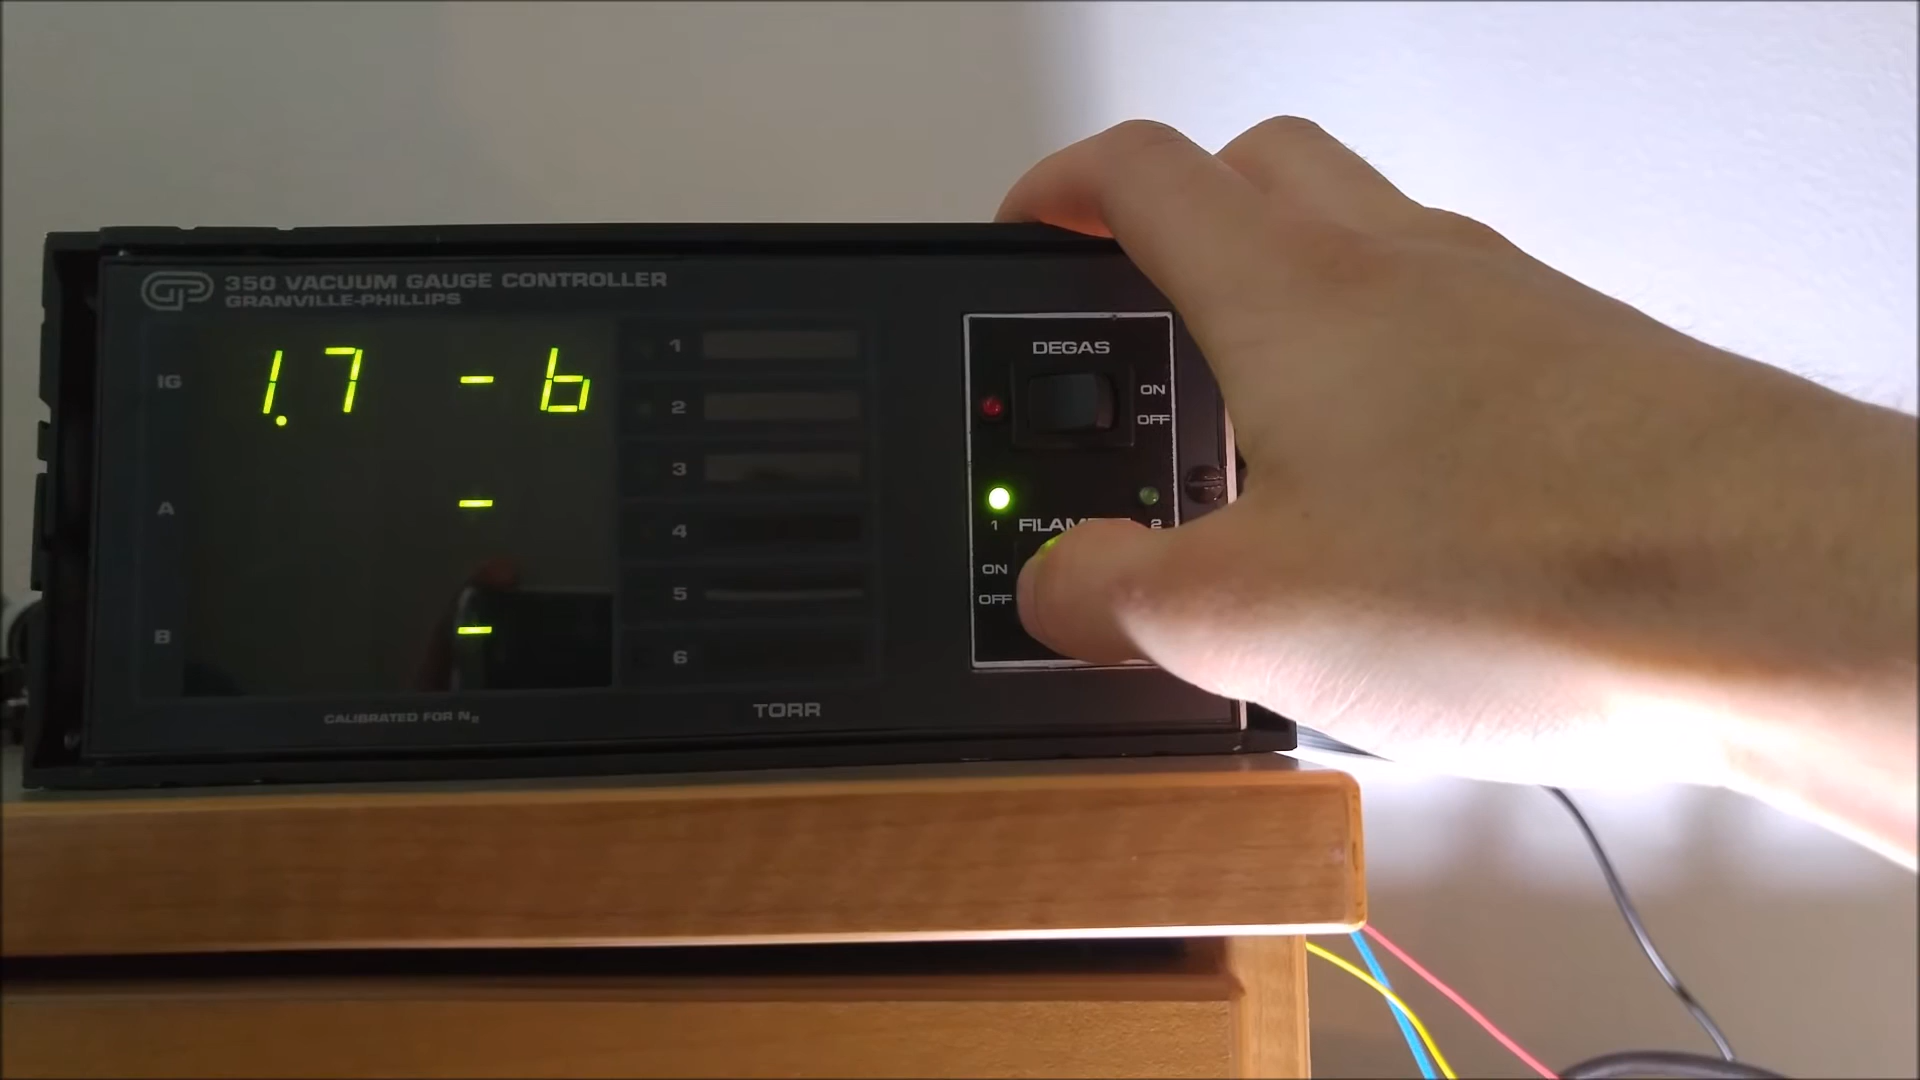 GP 350 VACUUM GAUGE CONTROLLER
GRANVILLE-PHILLIPS
IG 1.7 -6
A -
B -
1
2
3
4
5
6
CALIBRATED FOR N₂
TORR
DEGAS
ON
OFF
1 2
ON
OFF